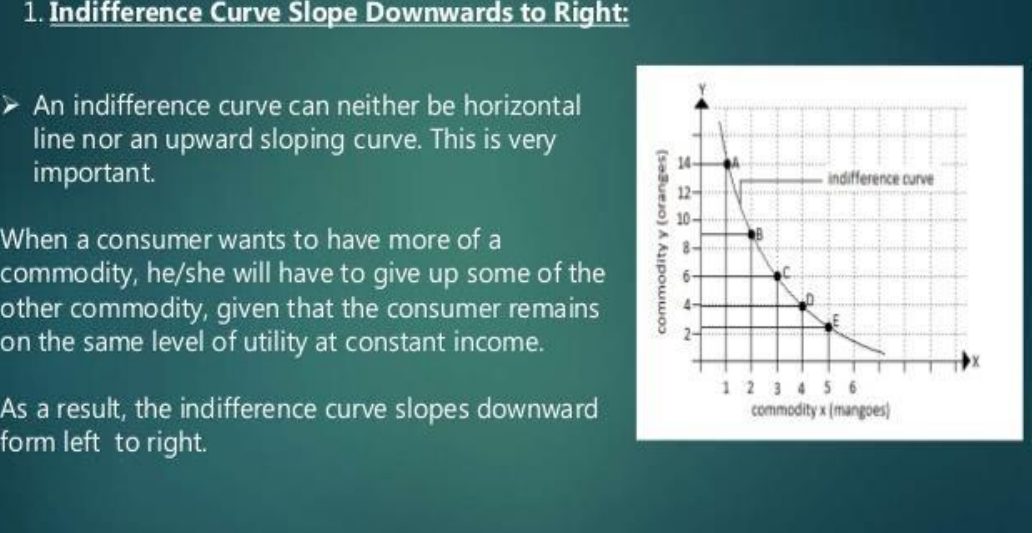 1. Indifference Curve Slope Downwards to Right:
➢ An indifference curve can neither be horizontal
line nor an upward sloping curve. This is very
important.
When a consumer wants to have more of a
commodity, he/she will have to give up some of the
other commodity, given that the consumer remains
on the same level of utility at constant income.
As a result, the indifference curve slopes downward
form left to right.
Y
commodity y (oranges)
14
A
indifference curve
12
10
B
8
6
C
4
D
E
2
X
1 2 3 4 5 6
commodity x (mangoes)